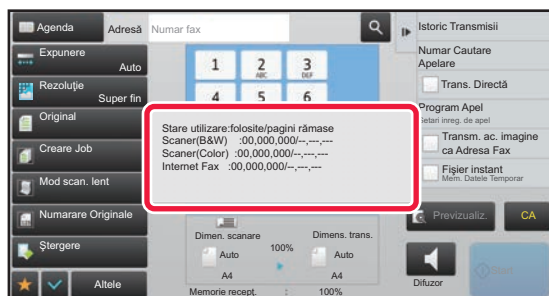 Agenda
Adresă
Numar fax
Istoric Transmisii
Expunere
Auto
Numar Cautare
Apelare
1
2
ABC
3
DEF
Rezoluţie
Super fin
Trans. Directă
4
5
6
Program Apel
Setari inreg. de apel
Original
Stare utilizare:folosite/pagini rămase
Scaner(B&W) :00,000,000/--,---,---
Scaner(Color) :00,000,000/--,---,---
Internet Fax :00,000,000/--,---,---
Transm. ac. imagine
ca Adresa Fax
Creare Job
Fişier instant
Mem. Datele Temporar
Mod scan. lent
Numarare Originale
Previzualiz.
CA
Dimen. scanare
Dimens. trans.
100%
Ştergere
Auto
Auto
A4
A4
Altele
Difuzor
Start
Memorie recept. : 100%